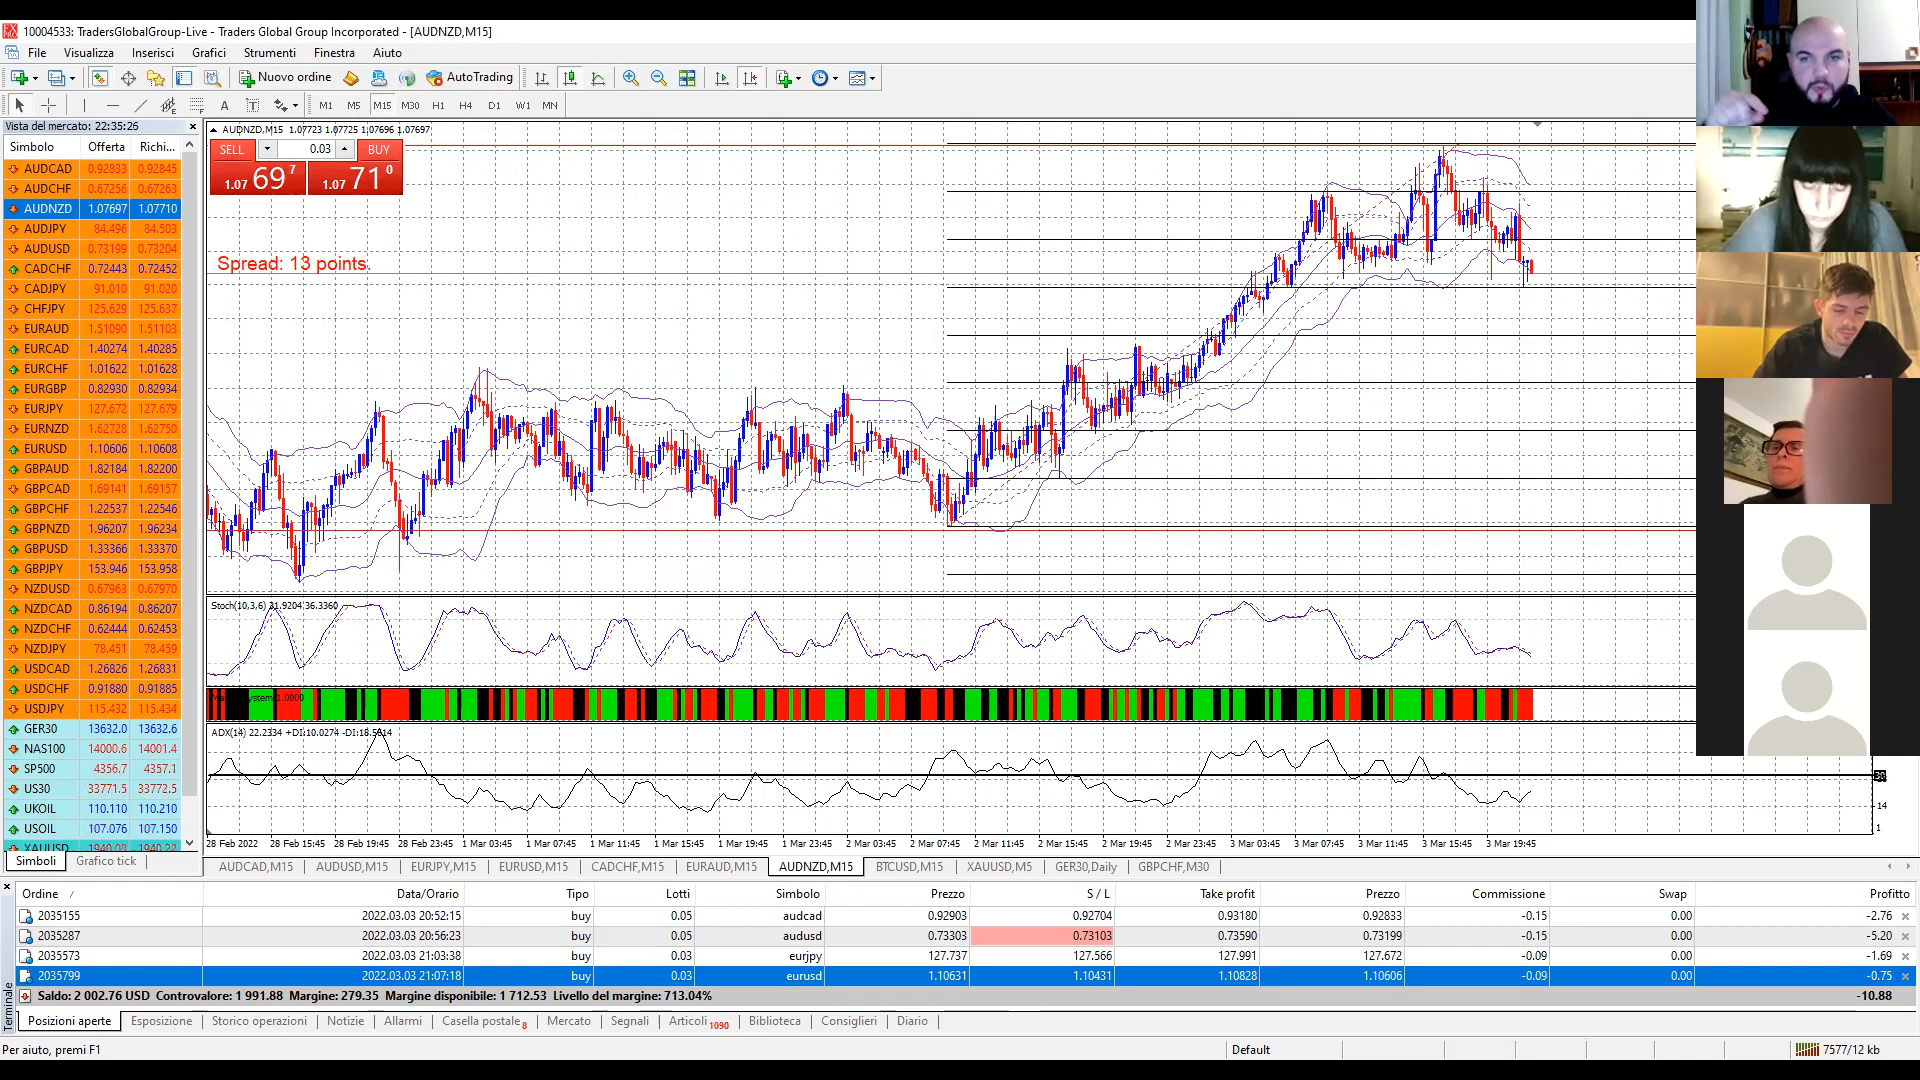 10004533: TradersGlobalGroup-Live - Traders Global Group Incorporated - [AUDNZD,M15]
File Visualizza Inserisci Grafici Strumenti Finestra Aiuto
Nuovo ordine AutoTrading
A T M1 M5 M15 M30 H1 H4 D1 W1 MN
Vista del mercato: 22:35:26
Simbolo Offerta Richi...
AUDCAD 0.92833 0.92845
AUDCHF 0.67256 0.67263
AUDNZD 1.07697 1.07710
AUDJPY 84.496 84.503
AUDUSD 0.73199 0.73204
CADCHF 0.72443 0.72452
CADJPY 91.010 91.020
CHFJPY 125.629 125.637
EURAUD 1.51090 1.51103
EURCAD 1.40274 1.40285
EURCHF 1.01622 1.01628
EURGBP 0.82930 0.82934
EURJPY 127.672 127.679
EURNZD 1.62728 1.62750
EURUSD 1.10606 1.10608
GBPAUD 1.82184 1.82200
GBPCAD 1.69141 1.69157
GBPCHF 1.22537 1.22546
GBPNZD 1.96207 1.96234
GBPUSD 1.33366 1.33370
GBPJPY 153.946 153.958
NZDUSD 0.67963 0.67970
NZDCAD 0.86194 0.86207
NZDCHF 0.62444 0.62453
NZDJPY 78.451 78.459
USDCAD 1.26826 1.26831
USDCHF 0.91880 0.91885
USDJPY 115.432 115.434
GER30 13632.0 13632.6
NAS100 14000.6 14001.4
SP500 4356.7 4357.1
US30 33771.5 33772.5
UKOIL 110.110 110.210
USOIL 107.076 107.150
XAUUSD
Simboli Grafico tick
AUDNZD,M15 1.07723 1.07725 1.07696 1.07697
SELL 0.03 BUY
1.07 69 7 1.07 71 0
Spread: 13 points.
Stoch(10,3,6) 31.9204 36.3360
ADX(14) 22.2334 +DI:10.0274
14
1
28 Feb 2022 28 Feb 15:45 28 Feb 19:45 28 Feb 23:45 1 Mar 03:45 1 Mar 07:45 1 Mar 11:45 1 Mar 15:45 1 Mar 19:45 1 Mar 23:45 2 Mar 03:45 2 Mar 07:45 2 Mar 11:45 2 Mar 15:45 2 Mar 19:45 2 Mar 23:45 3 Mar 03:45 3 Mar 07:45 3 Mar 11:45 3 Mar 15:45 3 Mar 19:45
AUDCAD,M15 AUDUSD,M15 EURJPY,M15 EURUSD,M15 CADCHF,M15 EURAUD,M15 AUDNZD,M15 BTCUSD,M15 XAUUSD,M5 GER30,Daily GBPCHF,M30
Ordine Data/Orario Tipo Lotti Simbolo Prezzo S / L Take profit Prezzo Commissione Swap Profitto
2035155 2022.03.03 20:52:15 buy 0.05 audcad 0.92903 0.92704 0.93180 0.92833 -0.15 0.00 -2.76
2035287 2022.03.03 20:56:23 buy 0.05 audusd 0.73303 0.73103 0.73590 0.73199 -0.15 0.00 -5.20
2035573 2022.03.03 21:03:38 buy 0.03 eurjpy 127.737 127.566 127.991 127.672 -0.09 0.00 -1.69
2035799 2022.03.03 21:07:18 buy 0.03 eurusd 1.10631 1.10431 1.10828 1.10606 -0.09 0.00 -0.75
Saldo: 2 002.76 USD Controvalore: 1 991.88 Margine: 279.35 Margine disponibile: 1 712.53 Livello del margine: 713.04% -10.88
Terminale
Posizioni aperte Esposizione Storico operazioni Notizie Allarmi Casella postale 8 Mercato Segnali Articoli 1090 Biblioteca Consiglieri Diario
Per aiuto, premi F1 Default 7577/12 kb